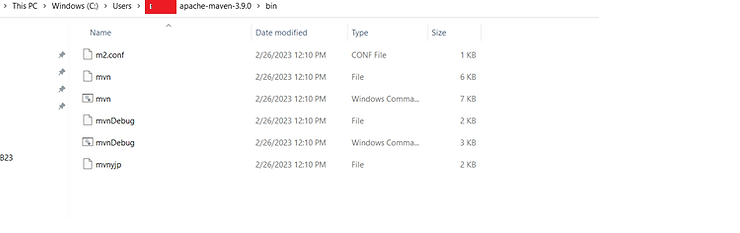 This PC > Windows (C:) > Users > apache-maven-3.9.0 > bin
Name Date modified Type Size
m2.conf 2/26/2023 12:10 PM CONF File 1 KB
mvn 2/26/2023 12:10 PM File 6 KB
mvn 2/26/2023 12:10 PM Windows Comma... 7 KB
mvnDebug 2/26/2023 12:10 PM File 2 KB
mvnDebug 2/26/2023 12:10 PM Windows Comma... 3 KB
B23
mvnyjp 2/26/2023 12:10 PM File 2 KB